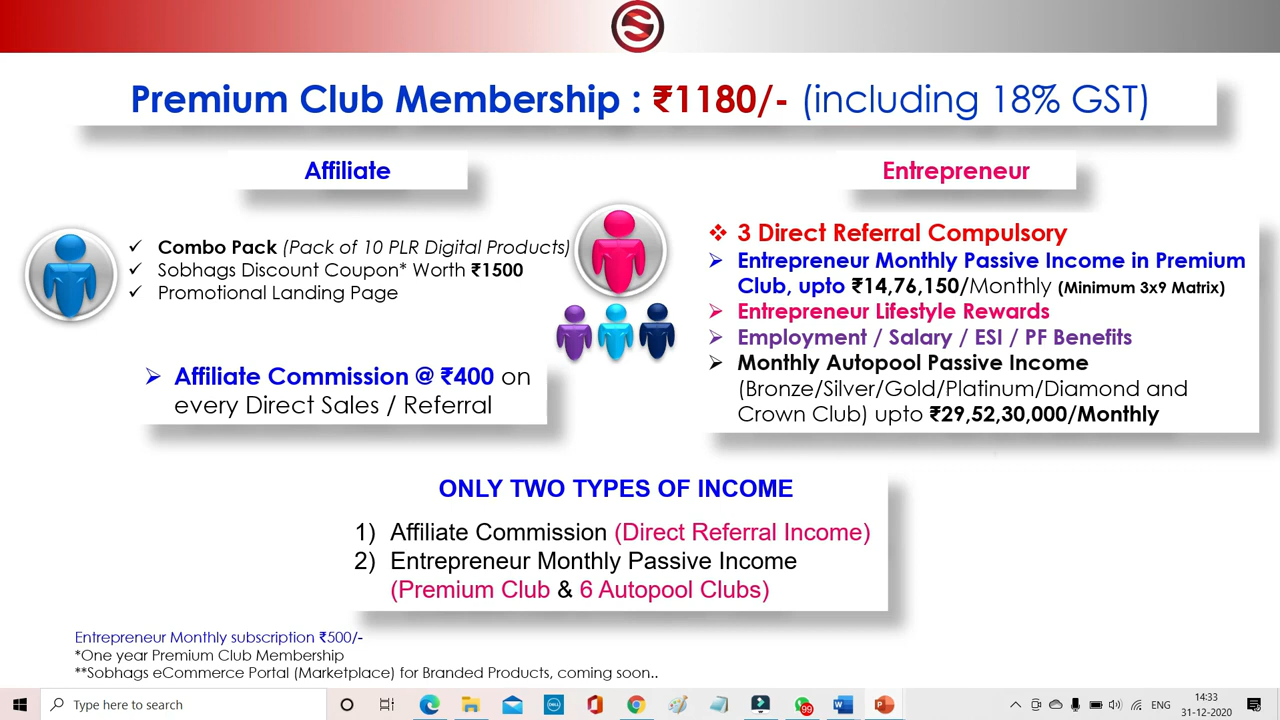 S
Premium Club Membership : ₹1180/- (including 18% GST)
Affiliate
✓ Combo Pack (Pack of 10 PLR Digital Products)
✓ Sobhags Discount Coupon* Worth ₹1500
✓ Promotional Landing Page
➢ Affiliate Commission @ ₹400 on
every Direct Sales / Referral
Entrepreneur
❖ 3 Direct Referral Compulsory
➢ Entrepreneur Monthly Passive Income in Premium
Club, upto ₹14,76,150/Monthly (Minimum 3x9 Matrix)
➢ Entrepreneur Lifestyle Rewards
➢ Employment / Salary / ESI / PF Benefits
➢ Monthly Autopool Passive Income
(Bronze/Silver/Gold/Platinum/Diamond and
Crown Club) upto ₹29,52,30,000/Monthly
ONLY TWO TYPES OF INCOME
1) Affiliate Commission (Direct Referral Income)
2) Entrepreneur Monthly Passive Income
(Premium Club & 6 Autopool Clubs)
Entrepreneur Monthly subscription ₹500/-
*One year Premium Club Membership
**Sobhags eCommerce Portal (Marketplace) for Branded Products, coming soon..
Type here to search
DELL
99
ENG
14:33
31-12-2020